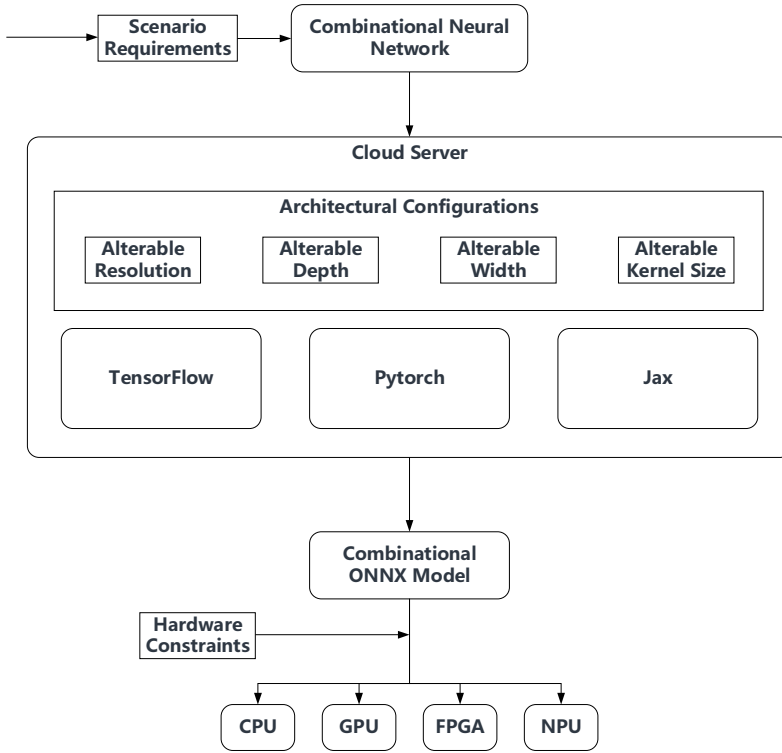 Scenario
Requirements
Combinational Neural
Network
Cloud Server
Architectural Configurations
Alterable
Resolution
Alterable
Depth
Alterable
Width
Alterable
Kernel Size
TensorFlow
Pytorch
Jax
Combinational
ONNX Model
Hardware
Constraints
CPU
GPU
FPGA
NPU